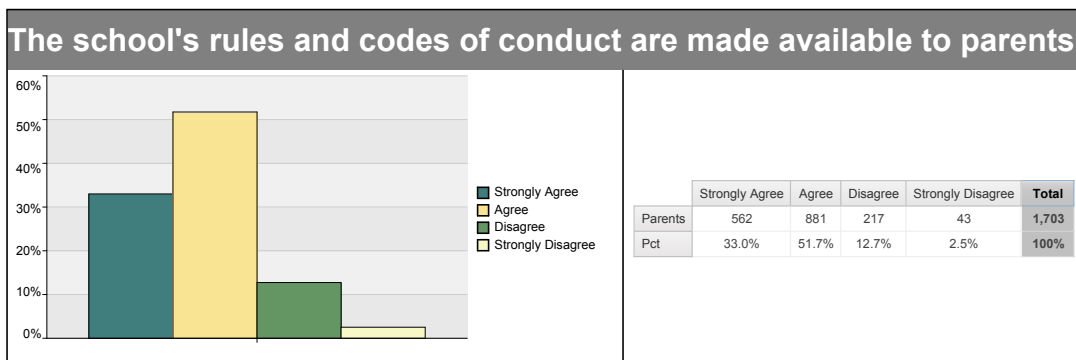 The school's rules and codes of conduct are made available to parents
60%
50%
40%
30%
20%
10%
0%
Strongly Agree
Agree
Disagree
Strongly Disagree
Strongly Agree Agree Disagree Strongly Disagree Total
Parents 562 881 217 43 1,703
Pct 33.0% 51.7% 12.7% 2.5% 100%